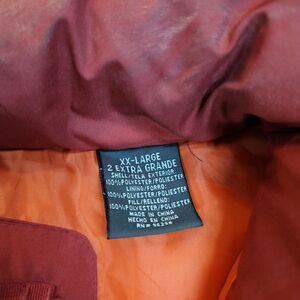 XX-LARGE
2 EXTRA GRANDE
SHELL/TELA EXTERIOR
100%POLYESTER/POLIESTER
LINING/FORRO:
100%POLYESTER/POLIESTER
FILL/RELLENO:
100%POLYESTER/POLIESTER
MADE IN CHINA
HECHO EN CHINA
RN#